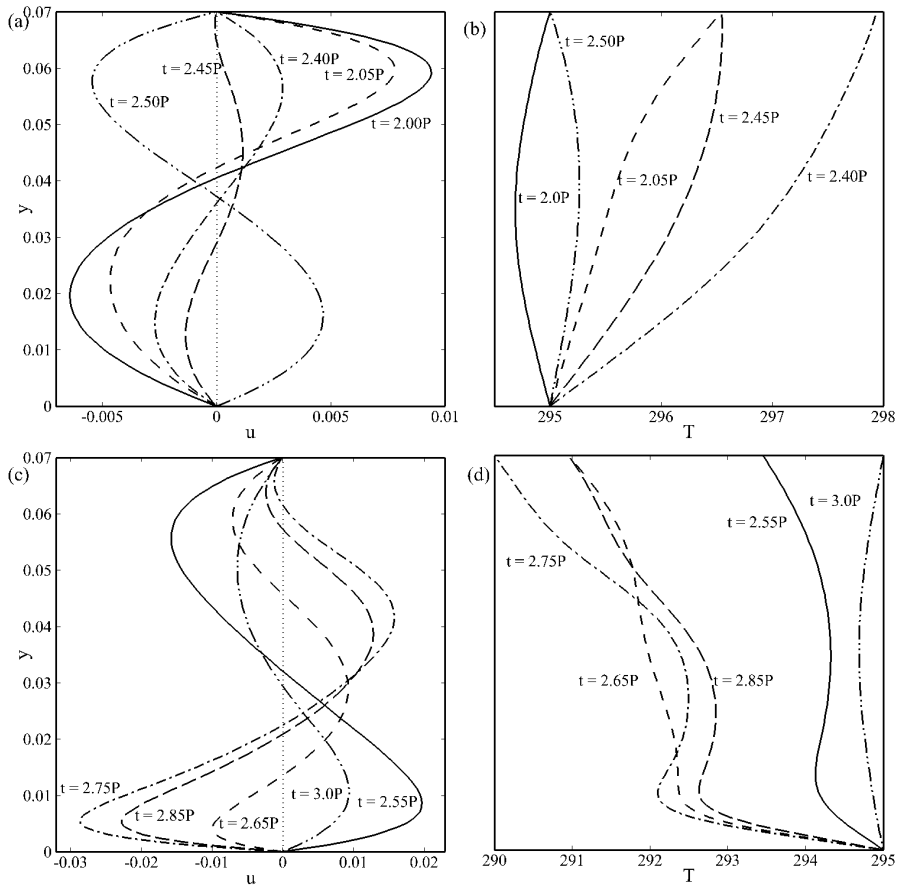 (a)
0.07
0.06
0.05
0.04
0.03
0.02
0.01
0
y
-0.005
0
0.005
0.01
u
t = 2.45P
t = 2.40P
t = 2.05P
t = 2.50P
t = 2.00P
(b)
t = 2.50P
t = 2.45P
t = 2.05P
t = 2.40P
t = 2.0P
295
296
297
298
T
(c)
0.07
0.06
0.05
0.04
0.03
0.02
0.01
0
y
t = 2.75P
t = 2.85P
t = 2.65P
t = 3.0P
t = 2.55P
-0.03
-0.02
-0.01
0
0.01
0.02
u
(d)
t = 3.0P
t = 2.55P
t = 2.75P
t = 2.65P
t = 2.85P
290
291
292
293
294
295
T